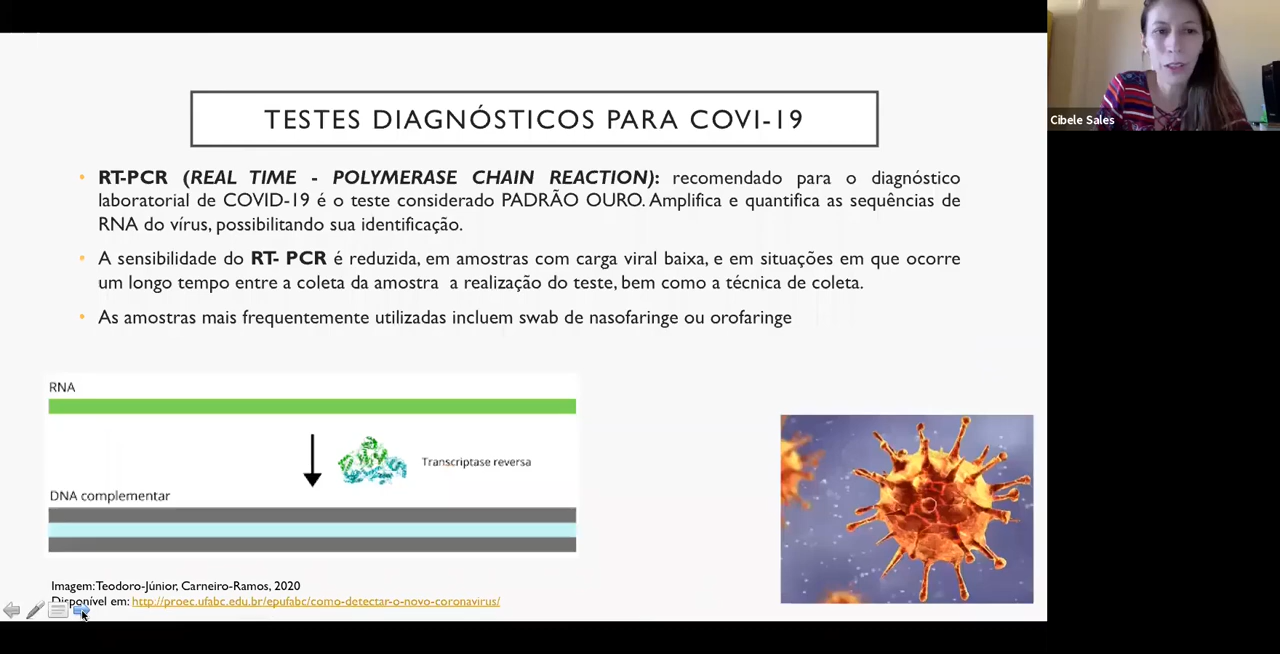 TESTES DIAGNÓSTICOS PARA COVI-19
• RT-PCR (REAL TIME - POLYMERASE CHAIN REACTION): recomendado para o diagnóstico
laboratorial de COVID-19 é o teste considerado PADRÃO OURO. Amplifica e quantifica as sequências de
RNA do vírus, possibilitando sua identificação.
• A sensibilidade do RT- PCR é reduzida, em amostras com carga viral baixa, e em situações em que ocorre
um longo tempo entre a coleta da amostra a realização do teste, bem como a técnica de coleta.
• As amostras mais frequentemente utilizadas incluem swab de nasofaringe ou orofaringe
RNA
Transcriptase reversa
DNA complementar
Imagem: Teodoro-Júnior, Carneiro-Ramos, 2020
Disponível em: http://proec.ufabc.edu.br/epufabc/como-detectar-o-novo-coronavirus/
Cibele Sales